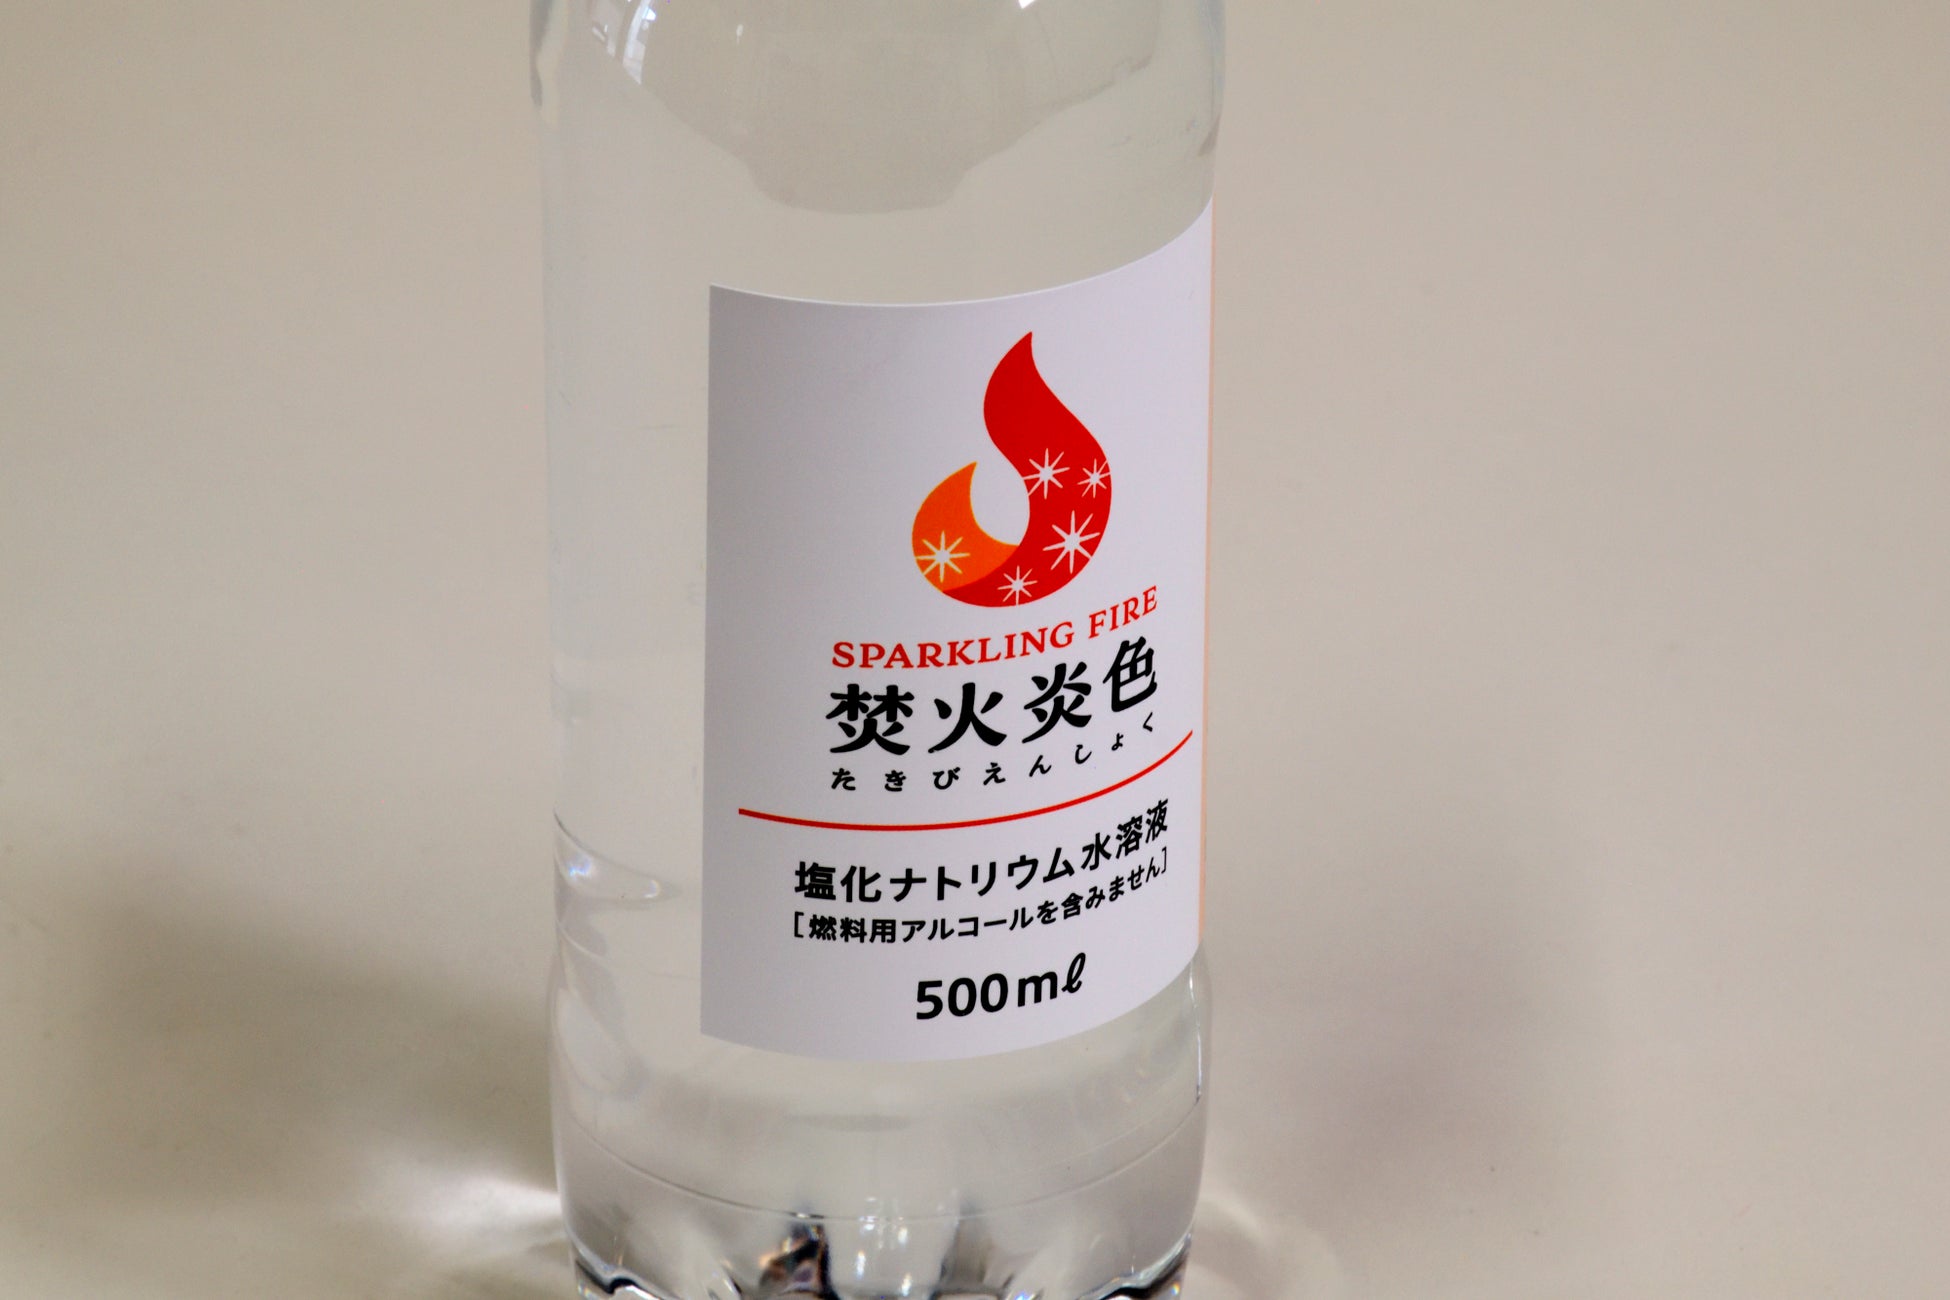 SPARKLING FIRE
焚火炎色
たきびえんしょく
塩化ナトリウム水溶液
[燃料用アルコールを含みません]
500mℓ